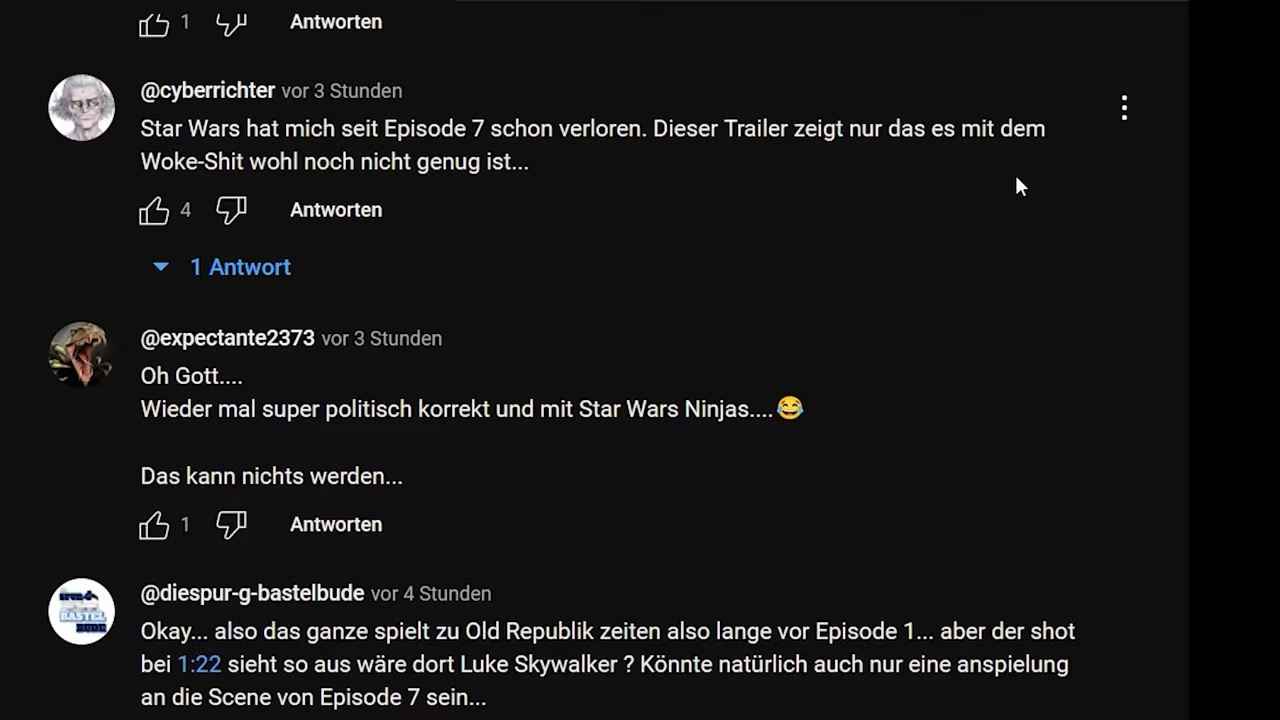 1 Antworten
@cyberrichter vor 3 Stunden
Star Wars hat mich seit Episode 7 schon verloren. Dieser Trailer zeigt nur das es mit dem
Woke-Shit wohl noch nicht genug ist...
4 Antworten
1 Antwort
@expectante2373 vor 3 Stunden
Oh Gott....
Wieder mal super politisch korrekt und mit Star Wars Ninjas....😂
Das kann nichts werden...
1 Antworten
@diespur-g-bastelbude vor 4 Stunden
BASTEL
Okay... also das ganze spielt zu Old Republik zeiten also lange vor Episode 1... aber der shot
bei 1:22 sieht so aus wäre dort Luke Skywalker ? Könnte natürlich auch nur eine anspielung
an die Scene von Episode 7 sein...